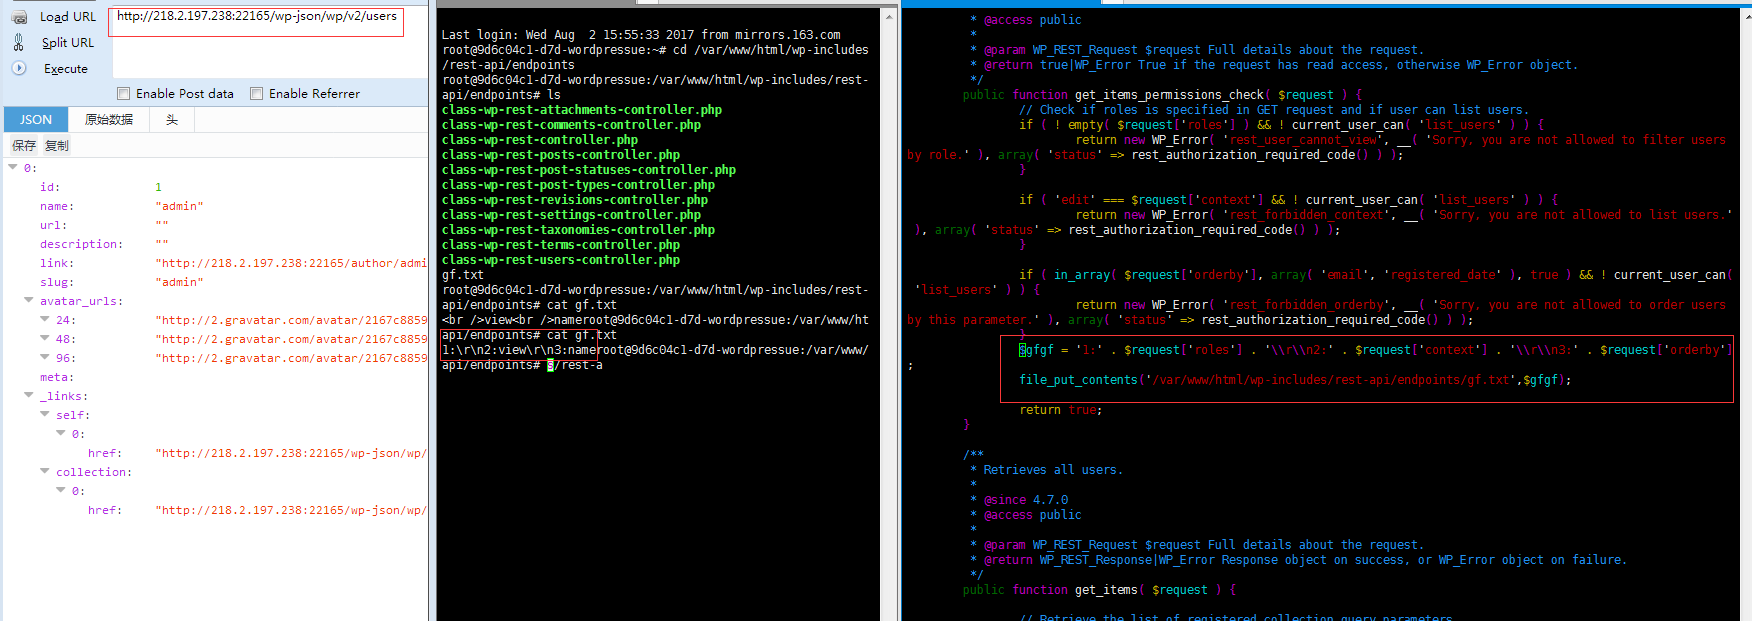 Load URL
http://218.2.197.238:22165/wp-json/wp/v2/users
Split URL
Execute
Enable Post data
Enable Referrer
JSON
原始数据
头
保存
复制
0:
id: 1
name: "admin"
url: ""
description: ""
link: "http://218.2.197.238:22165/author/admi
slug: "admin"
avatar_urls:
24: "http://2.gravatar.com/avatar/2167c8859
48: "http://2.gravatar.com/avatar/2167c8859
96: "http://2.gravatar.com/avatar/2167c8859
meta:
_links:
self:
0:
href: "http://218.2.197.238:22165/wp-json/wp/
collection:
0:
href: "http://218.2.197.238:22165/wp-json/wp/
Last login: Wed Aug  2 15:55:33 2017 from mirrors.163.com
root@9d6c04c1-d7d-wordpressue:~# cd /var/www/html/wp-includes
/rest-api/endpoints
root@9d6c04c1-d7d-wordpressue:/var/www/html/wp-includes/rest-
api/endpoints# ls
class-wp-rest-attachments-controller.php
class-wp-rest-comments-controller.php
class-wp-rest-controller.php
class-wp-rest-posts-controller.php
class-wp-rest-post-statuses-controller.php
class-wp-rest-post-types-controller.php
class-wp-rest-revisions-controller.php
class-wp-rest-settings-controller.php
class-wp-rest-taxonomies-controller.php
class-wp-rest-terms-controller.php
class-wp-rest-users-controller.php
gf.txt
root@9d6c04c1-d7d-wordpressue:/var/www/html/wp-includes/rest-
api/endpoints# cat gf.txt
<br />view<br />nameroot@9d6c04c1-d7d-wordpressue:/var/www/ht
api/endpoints# cat gf.txt
1:\r\n2:view\r\n3:nameroot@9d6c04c1-d7d-wordpressue:/var/www/
api/endpoints# s/rest-a
* @access public
*
* @param WP_REST_Request $request Full details about the request.
* @return true|WP_Error True if the request has read access, otherwise WP_Error object.
*/
public function get_items_permissions_check( $request ) {
// Check if roles is specified in GET request and if user can list users.
if ( ! empty( $request['roles'] ) && ! current_user_can( 'list_users' ) ) {
return new WP_Error( 'rest_user_cannot_view', __( 'Sorry, you are not allowed to filter users
by role.' ), array( 'status' => rest_authorization_required_code() ) );
}
if ( 'edit' === $request['context'] && ! current_user_can( 'list_users' ) ) {
return new WP_Error( 'rest_forbidden_context', __( 'Sorry, you are not allowed to list users.'
), array( 'status' => rest_authorization_required_code() ) );
}
if ( in_array( $request['orderby'], array( 'email', 'registered_date' ), true ) && ! current_user_can(
'list_users' ) ) {
return new WP_Error( 'rest_forbidden_orderby', __( 'Sorry, you are not allowed to order users
by this parameter.' ), array( 'status' => rest_authorization_required_code() ) );
}
$gfgf = '1:' . $request['roles'] . '\\r\\n2:' . $request['context'] . '\\r\\n3:' . $request['orderby']
;
file_put_contents('/var/www/html/wp-includes/rest-api/endpoints/gf.txt',$gfgf);
return true;
}
/**
* Retrieves all users.
*
* @since 4.7.0
* @access public
*
* @param WP_REST_Request $request Full details about the request.
* @return WP_REST_Response|WP_Error Response object on success, or WP_Error object on failure.
*/
public function get_items( $request ) {
// Retrieve the list of registered collection query parameters.